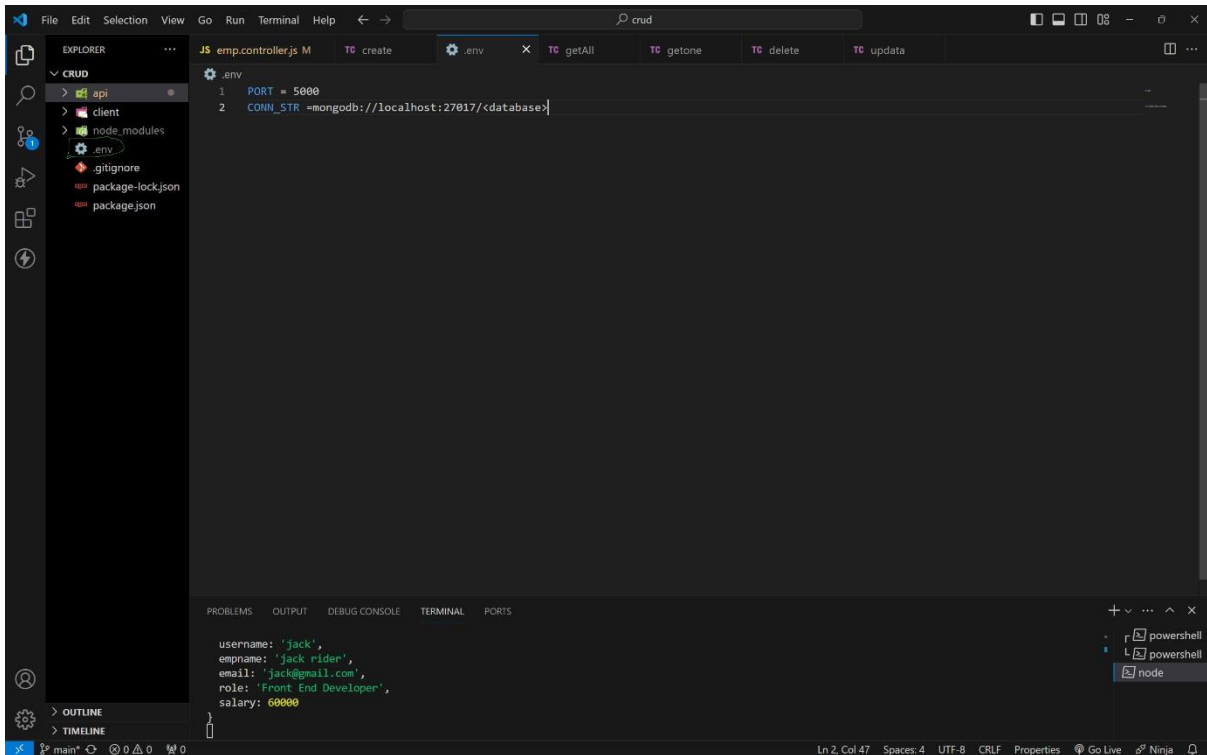 File Edit Selection View Go Run Terminal Help
crud
EXPLORER
CRUD
api
client
node_modules
.env
.gitignore
package-lock.json
package.json
OUTLINE
TIMELINE
JS emp.controller.js M
TC create
.env
TC getAll
TC getone
TC delete
TC updata
.env
1 PORT = 5000
2 CONN_STR =mongodb://localhost:27017/<database>
PROBLEMS OUTPUT DEBUG CONSOLE TERMINAL PORTS
username: 'jack',
empname: 'jack rider',
email: 'jack@gmail.com',
role: 'Front End Developer',
salary: 60000
}
powershell
powershell
node
1
main* 0 0 0 Ln 2, Col 47 Spaces: 4 UTF-8 CRLF Properties Go Live Ninja